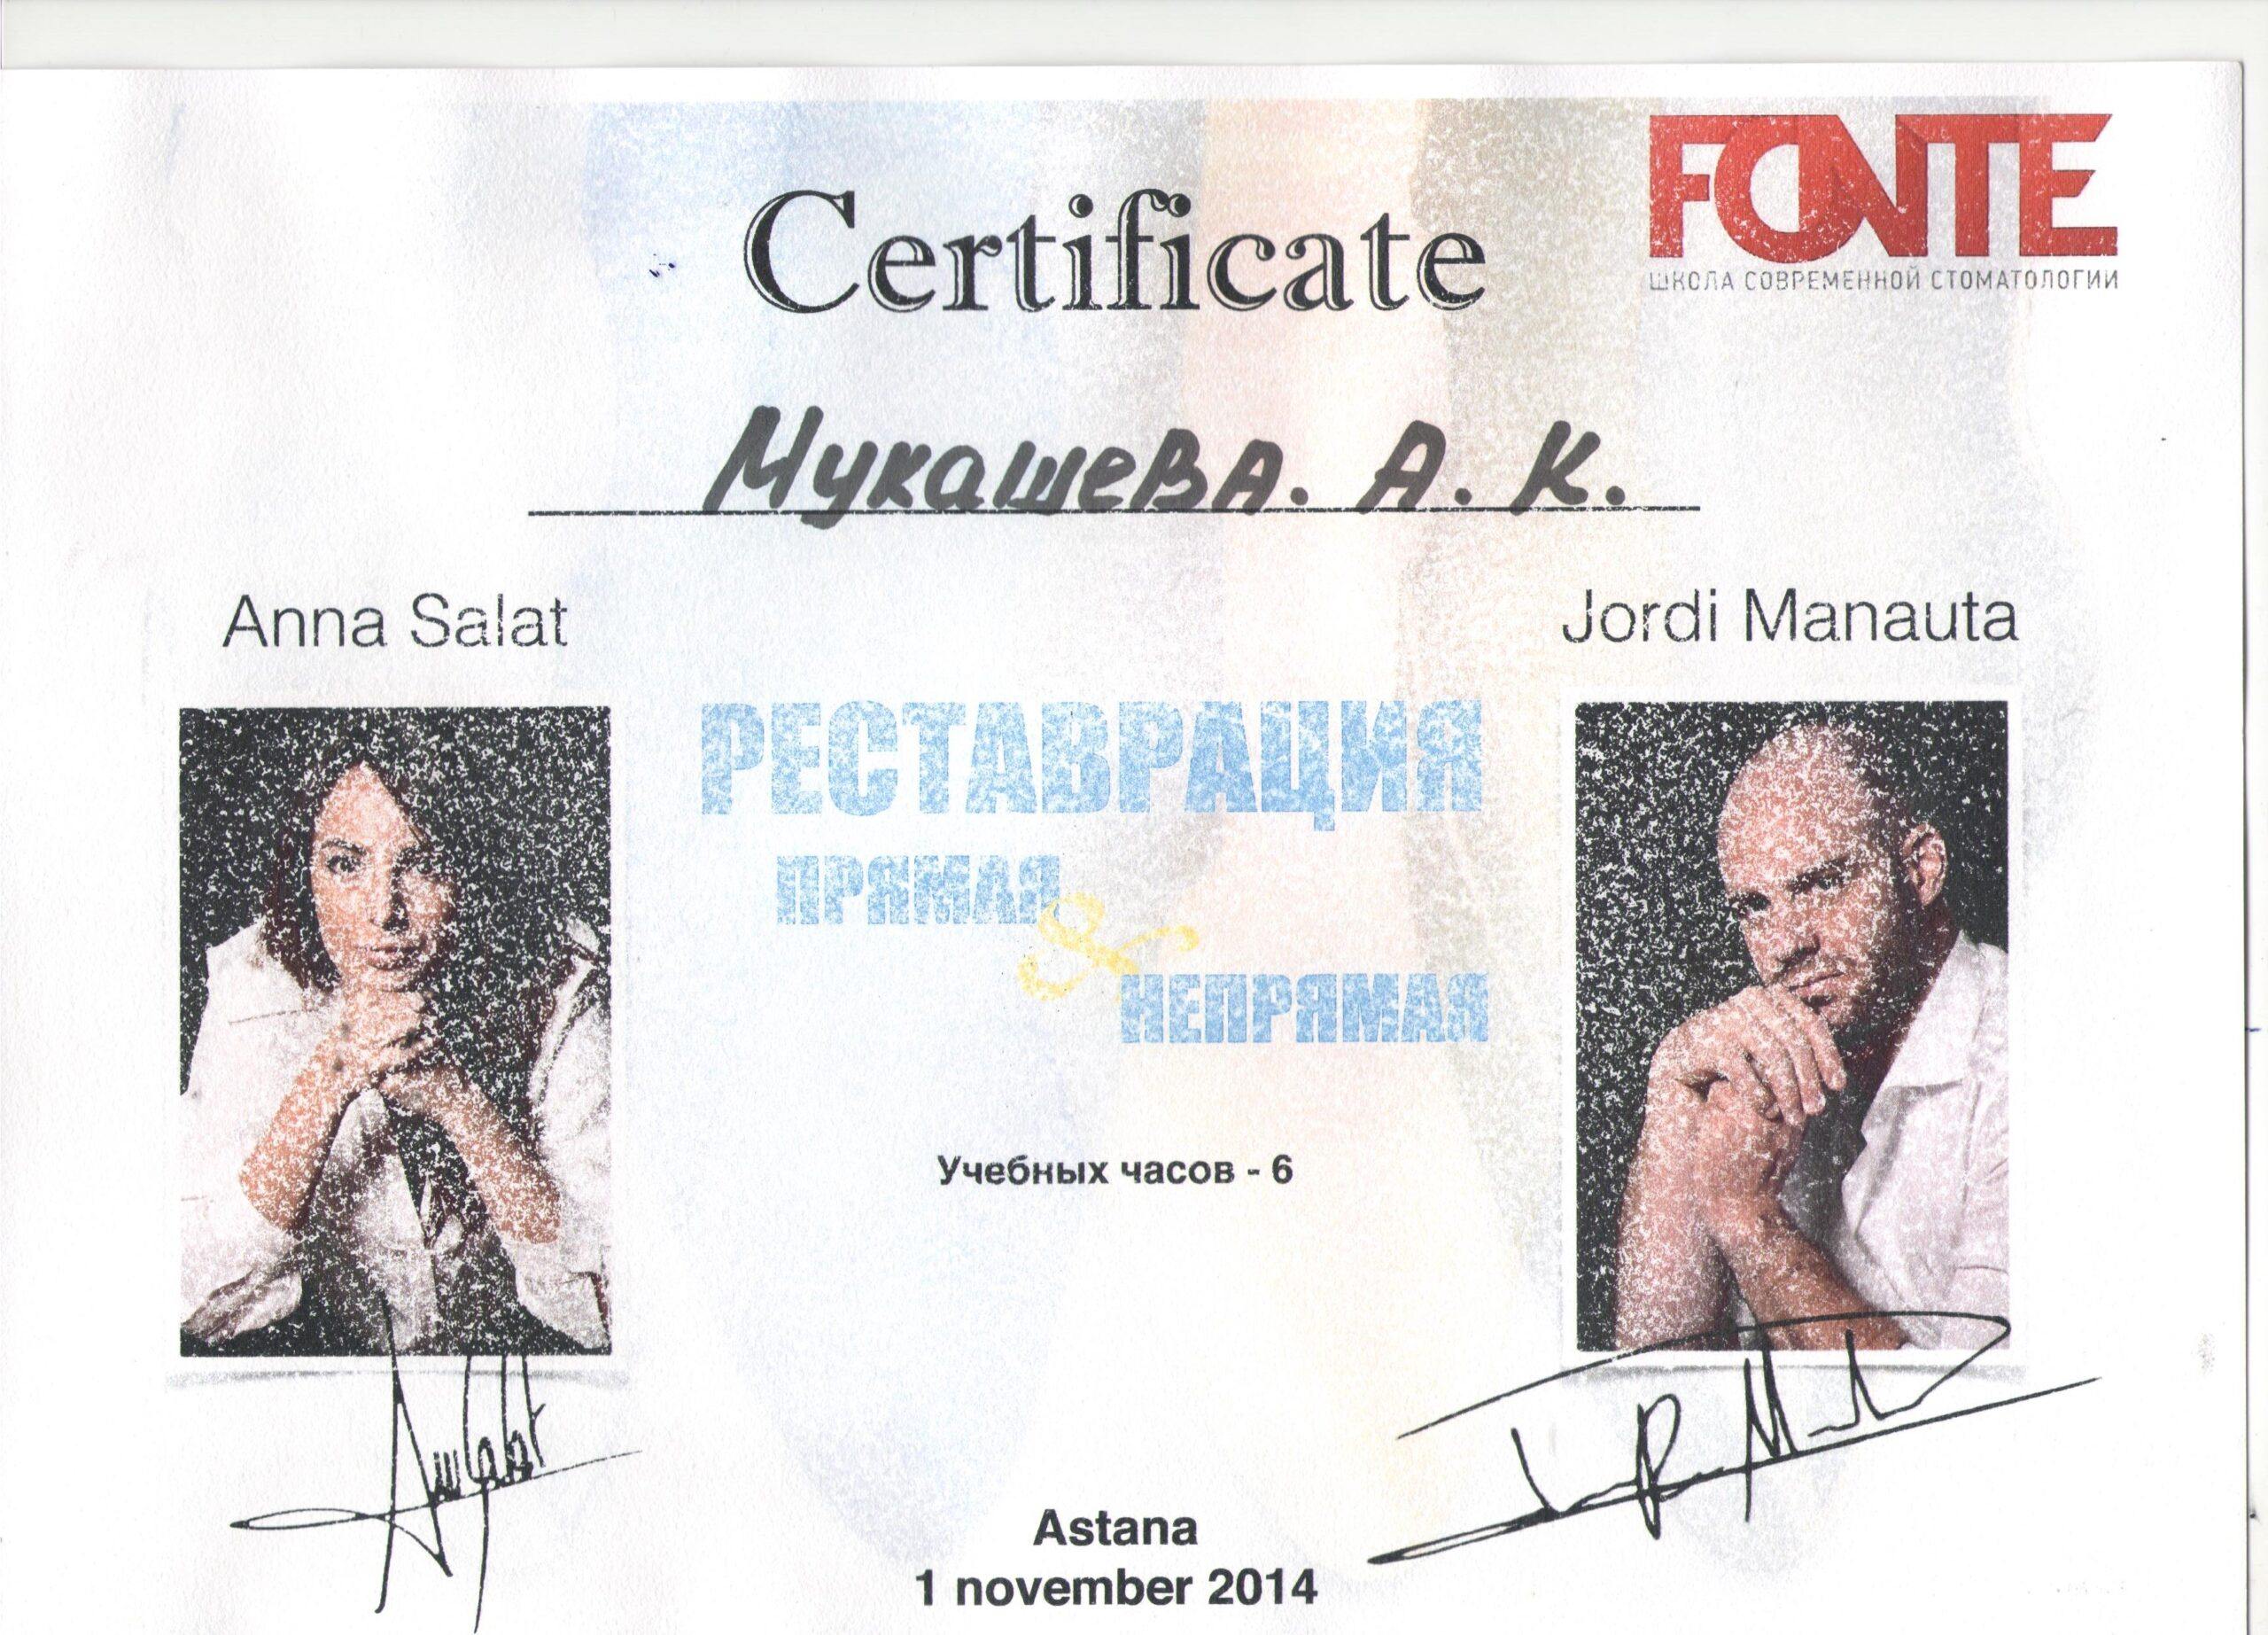 Certificate
FONTE
ШКОЛА СОВРЕМЕННОЙ СТОМАТОЛОГИИ
Мукашева. А. К.
Anna Salat
Jordi Manauta
РЕСТАВРАЦИЯ
ПРЯМАЯ
&
НЕПРЯМАЯ
Учебных часов - 6
Astana
1 november 2014